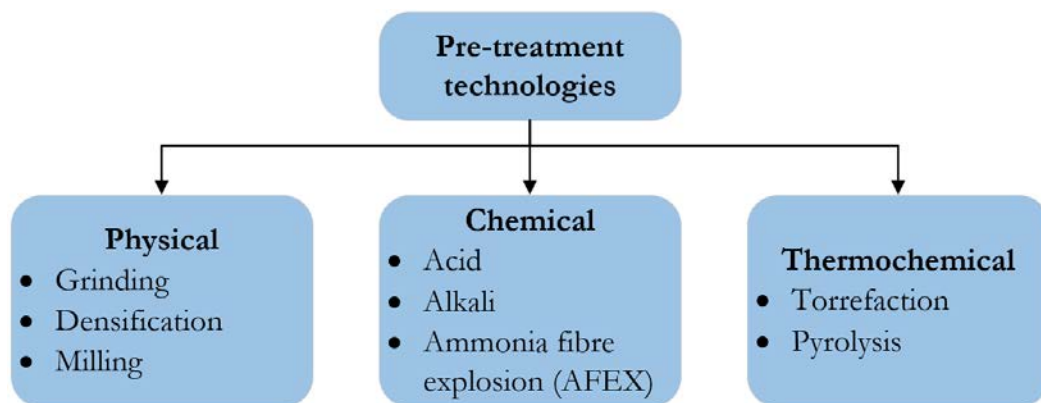 Pre-treatment
technologies
Physical
• Grinding
• Densification
• Milling
Chemical
• Acid
• Alkali
• Ammonia fibre
explosion (AFEX)
Thermochemical
• Torrefaction
• Pyrolysis